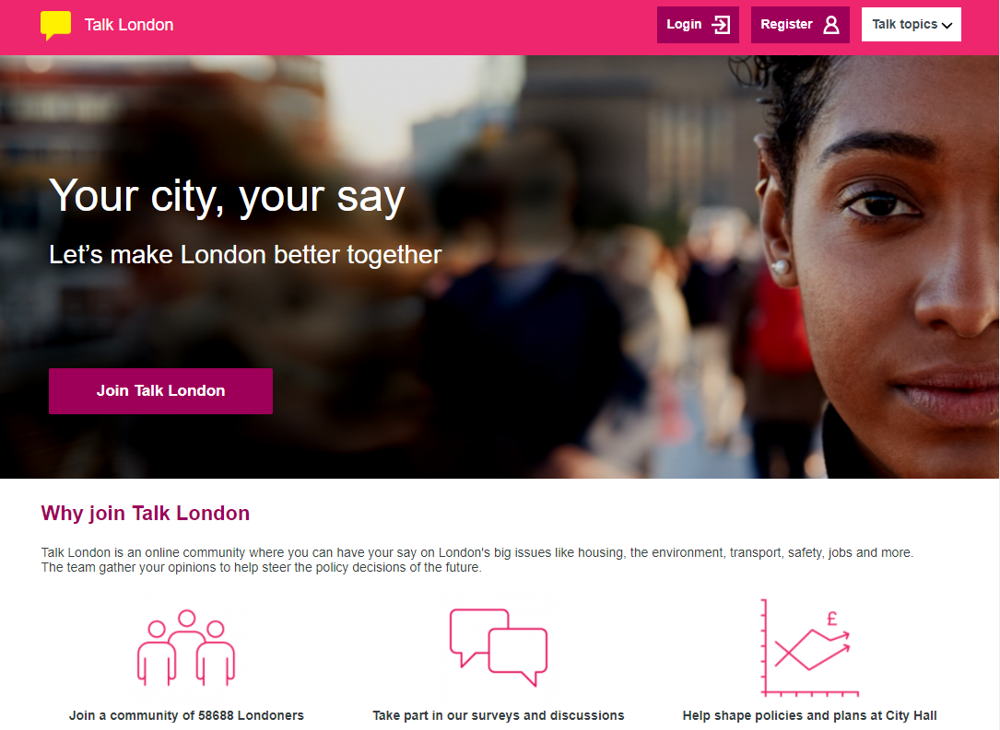 Talk London
Login
Register
Talk topics
Your city, your say
Let’s make London better together
Join Talk London
Why join Talk London
Talk London is an online community where you can have your say on London's big issues like housing, the environment, transport, safety, jobs and more.
The team gather your opinions to help steer the policy decisions of the future.
£
Join a community of 58688 Londoners
Take part in our surveys and discussions
Help shape policies and plans at City Hall